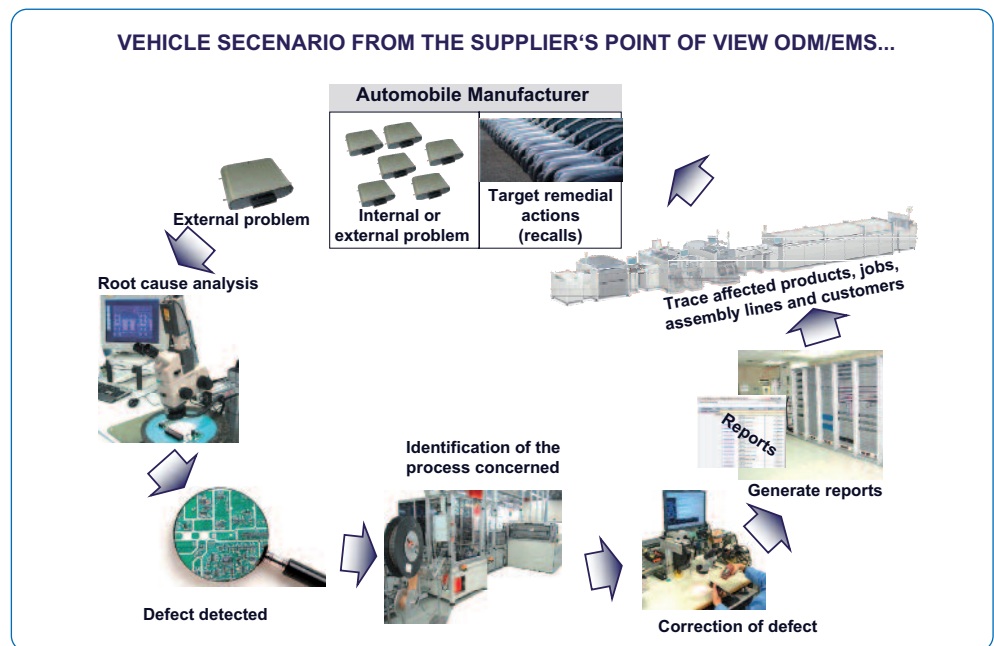 VEHICLE SECENARIO FROM THE SUPPLIER‘S POINT OF VIEW ODM/EMS...
Automobile Manufacturer
Internal or
external problem
Target remedial
actions
(recalls)
External problem
Root cause analysis
Defect detected
Identification of the
process concerned
Correction of defect
Reports
Generate reports
Trace affected products, jobs,
assembly lines and customers